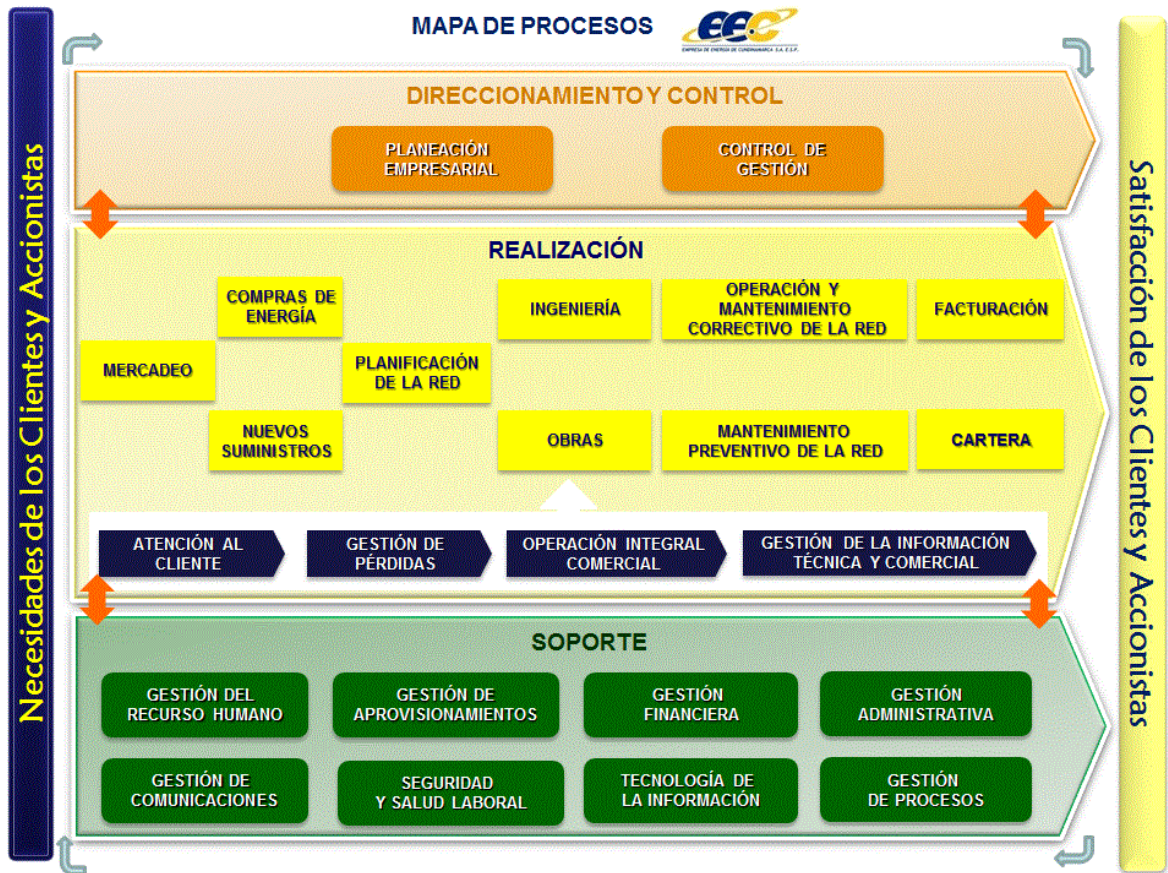 MAPA DE PROCESOS
EEC
EMPRESA DE ENERGIA DE CUNDINAMARCA S.A. E.S.P.
Necesidades de los Clientes y Accionistas
DIRECCIONAMIENTO Y CONTROL
PLANEACIÓN
EMPRESARIAL
CONTROL DE
GESTIÓN
REALIZACIÓN
MERCADEO
COMPRAS DE
ENERGÍA
NUEVOS
SUMINISTROS
PLANIFICACIÓN
DE LA RED
INGENIERÍA
OBRAS
OPERACIÓN Y
MANTENIMIENTO
CORRECTIVO DE LA RED
MANTENIMIENTO
PREVENTIVO DE LA RED
FACTURACIÓN
CARTERA
ATENCIÓN AL
CLIENTE
GESTIÓN DE
PÉRDIDAS
OPERACIÓN INTEGRAL
COMERCIAL
GESTIÓN DE LA INFORMACIÓN
TÉCNICA Y COMERCIAL
SOPORTE
GESTIÓN DEL
RECURSO HUMANO
GESTIÓN DE
APROVISIONAMIENTOS
GESTIÓN
FINANCIERA
GESTIÓN
ADMINISTRATIVA
GESTIÓN DE
COMUNICACIONES
SEGURIDAD
Y SALUD LABORAL
TECNOLOGÍA DE
LA INFORMACIÓN
GESTIÓN
DE PROCESOS
Satisfacción de los Clientes y Accionistas